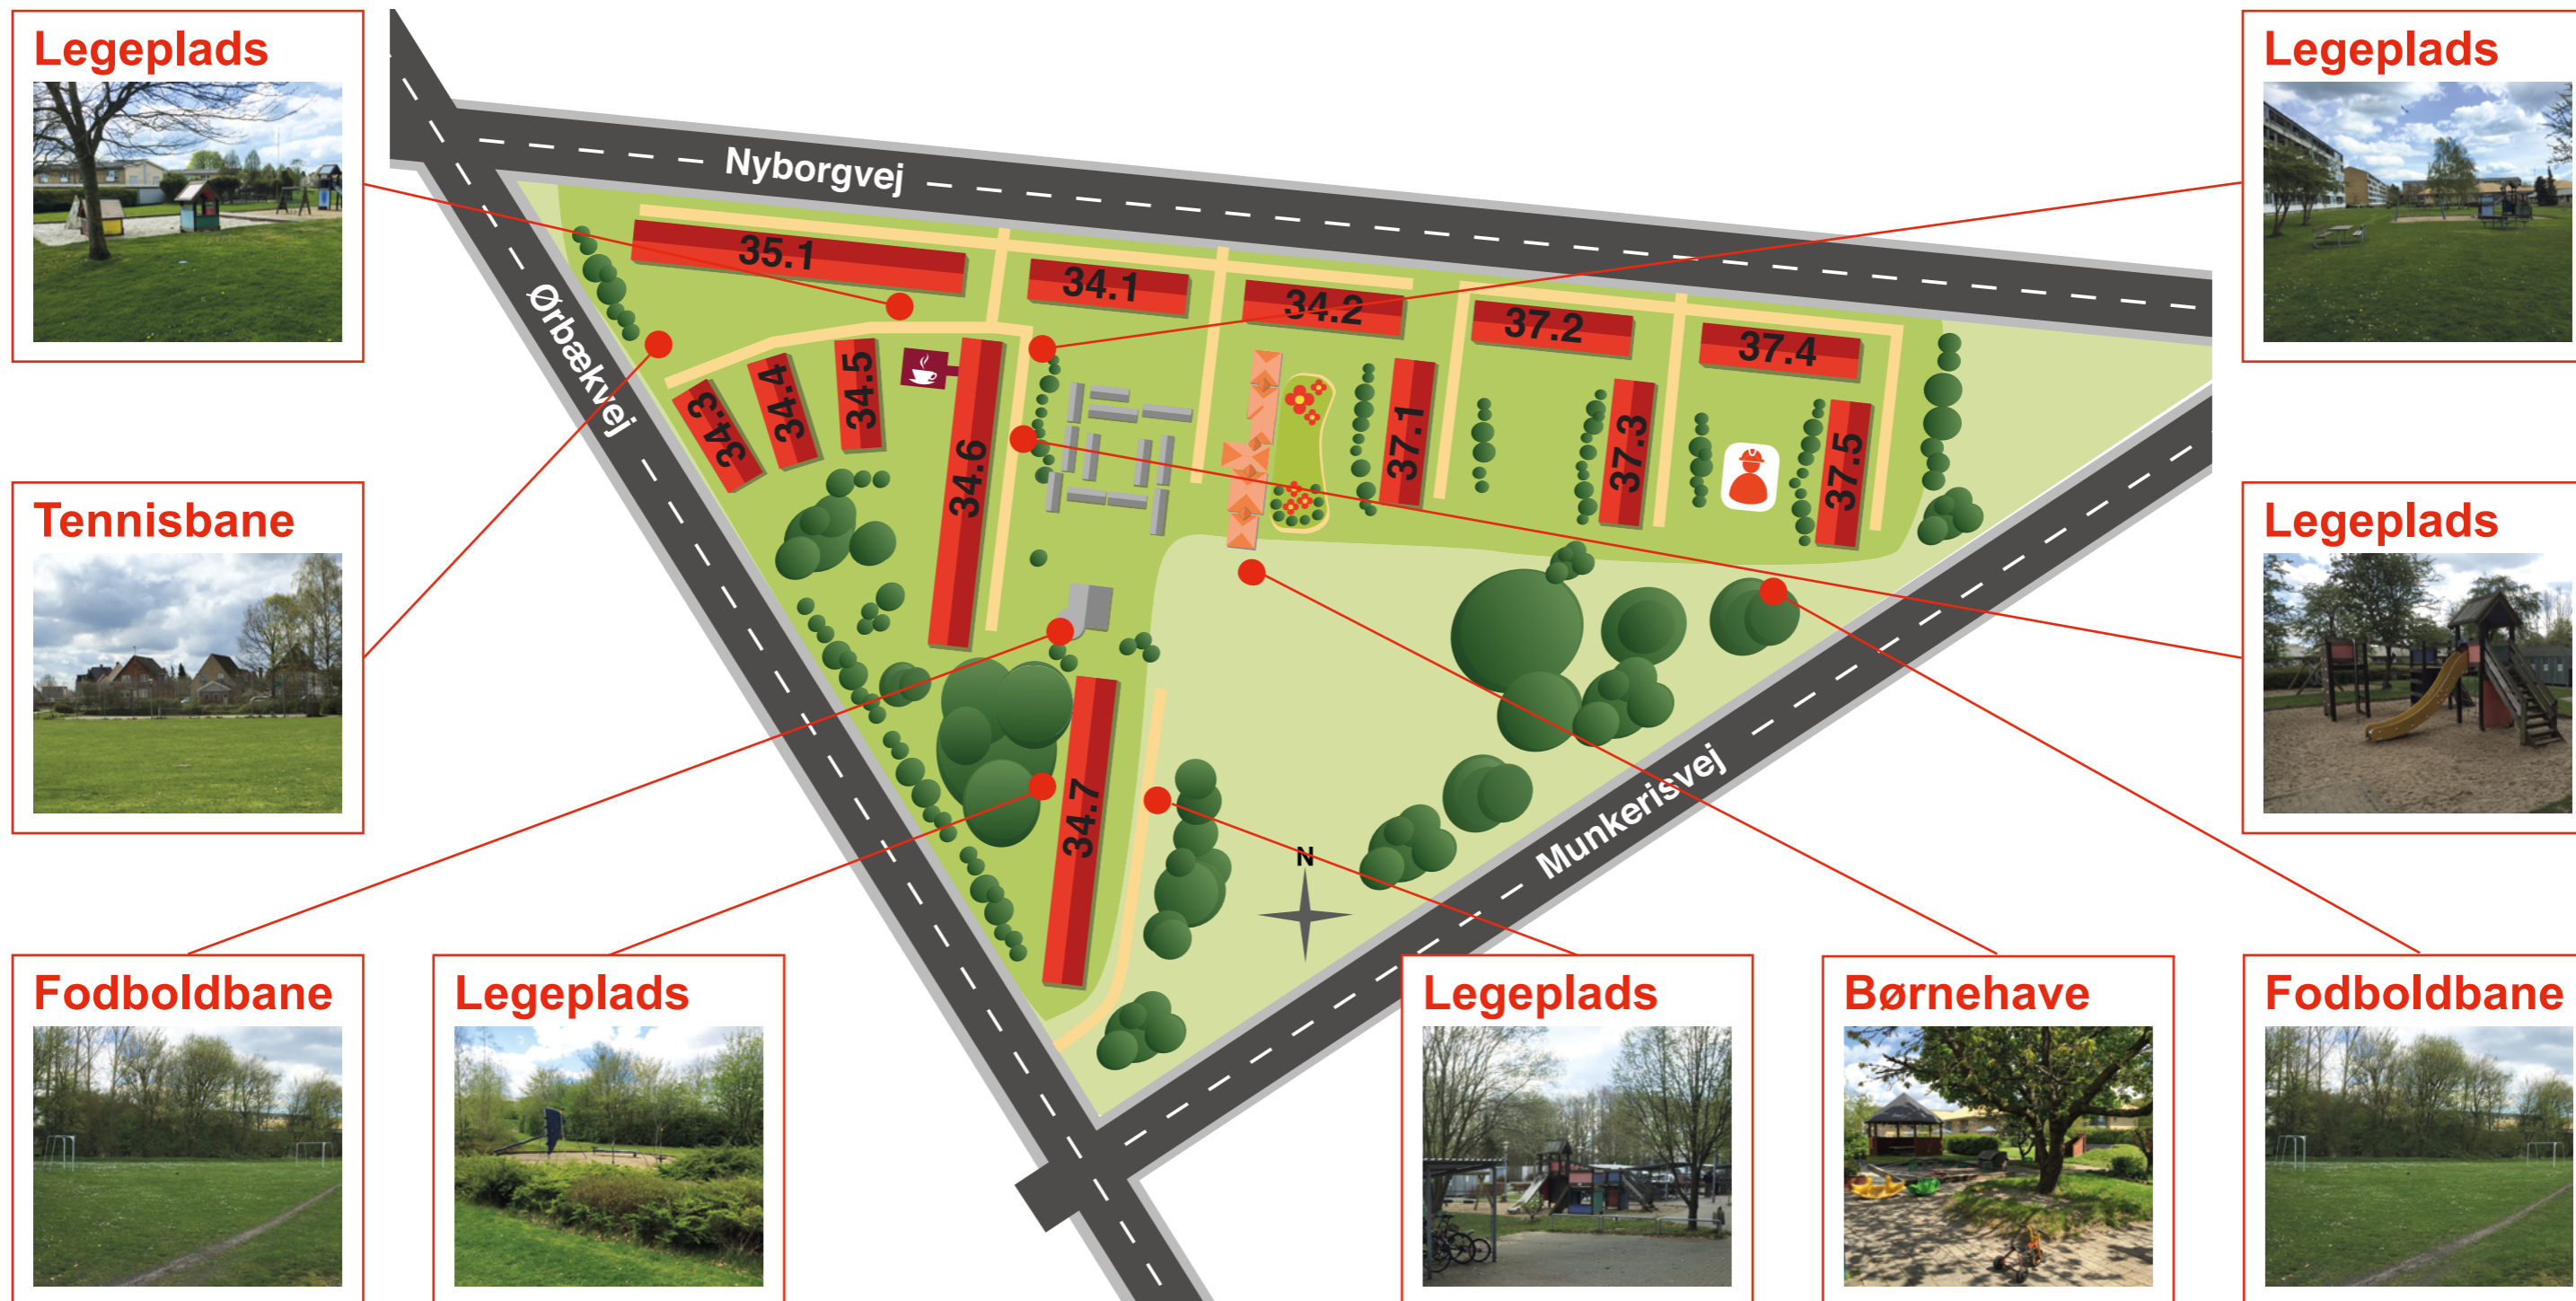 Legeplads
Legeplads
Nyborgvej
35.1
34.1
34.2
37.2
37.4
Ørbækvej
34.3
34.4
34.5
34.6
37.1
37.3
37.5
Tennisbane
Legeplads
34.7
Munkerisvej
N
Fodboldbane
Legeplads
Legeplads
Børnehave
Fodboldbane